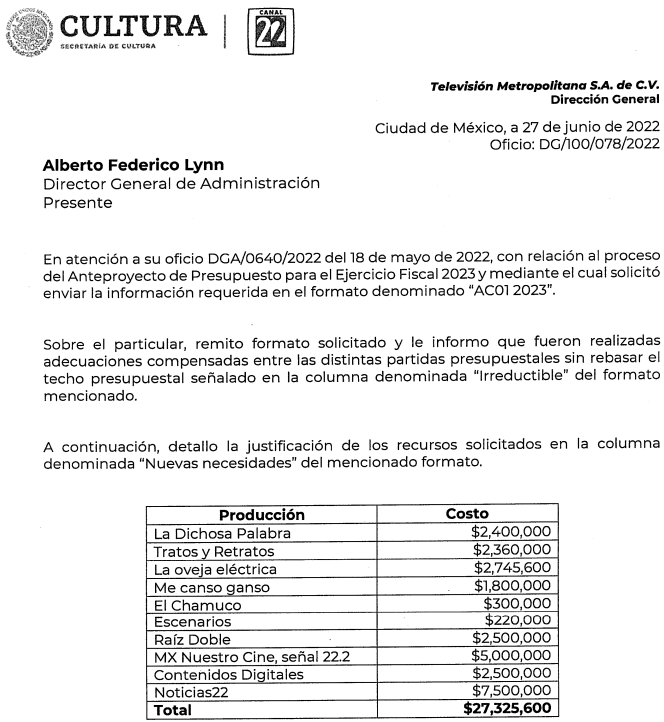 CULTURA
SECRETARÍA DE CULTURA
CANAL
22
Televisión Metropolitana S.A. de C.V.
Dirección General
Ciudad de México, a 27 de junio de 2022
Oficio: DG/100/078/2022
Alberto Federico Lynn
Director General de Administración
Presente
En atención a su oficio DGA/0640/2022 del 18 de mayo de 2022, con relación al proceso
del Anteproyecto de Presupuesto para el Ejercicio Fiscal 2023 y mediante el cual solicitó
enviar la información requerida en el formato denominado “AC01 2023”.
Sobre el particular, remito formato solicitado y le informo que fueron realizadas
adecuaciones compensadas entre las distintas partidas presupuestales sin rebasar el
techo presupuestal señalado en la columna denominada “Irreductible” del formato
mencionado.
A continuación, detallo la justificación de los recursos solicitados en la columna
denominada “Nuevas necesidades” del mencionado formato.
Producción Costo
La Dichosa Palabra $2,400,000
Tratos y Retratos $2,360,000
La oveja eléctrica $2,745,600
Me canso ganso $1,800,000
El Chamuco $300,000
Escenarios $220,000
Raíz Doble $2,500,000
MX Nuestro Cine, señal 22.2 $5,000,000
Contenidos Digitales $2,500,000
Noticias22 $7,500,000
Total $27,325,600